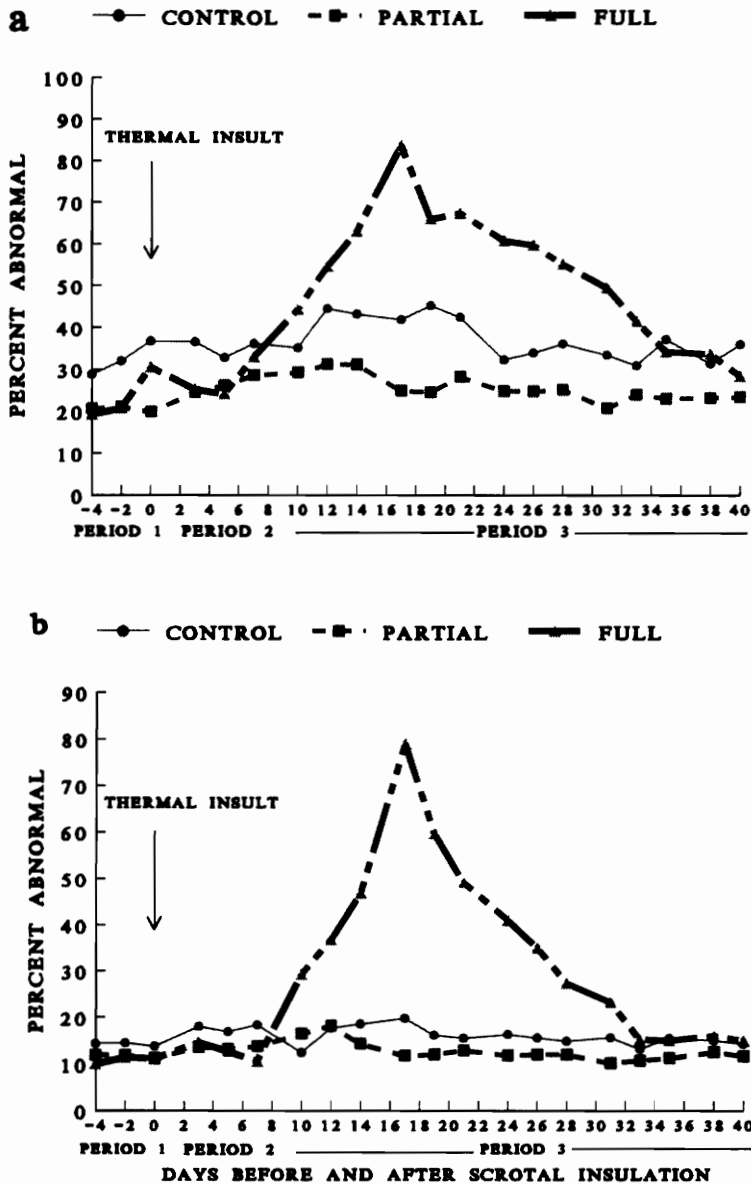 a
CONTROL PARTIAL FULL
100
90
80
70
60
50
40
30
20
10
0
PERCENT ABNORMAL
THERMAL INSULT
-4 -2 0 2 4 6 8 10 12 14 16 18 20 22 24 26 28 30 32 34 36 38 40
PERIOD 1 PERIOD 2 PERIOD 3
b
CONTROL PARTIAL FULL
90
80
70
60
50
40
30
20
10
0
PERCENT ABNORMAL
THERMAL INSULT
-4 -2 0 2 4 6 8 10 12 14 16 18 20 22 24 26 28 30 32 34 36 38 40
PERIOD 1 PERIOD 2 PERIOD 3
DAYS BEFORE AND AFTER SCROTAL INSULATION